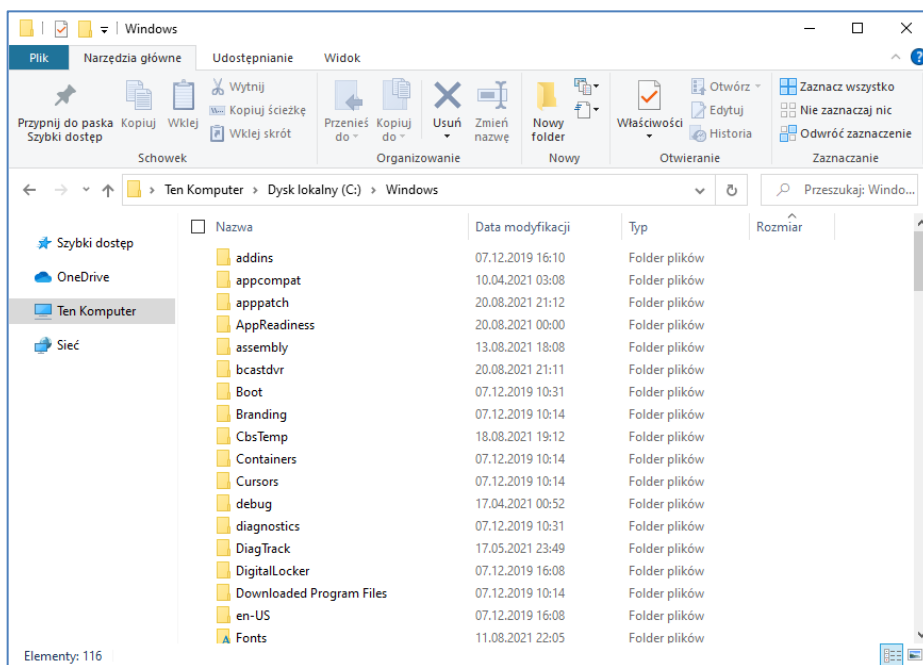 Windows
Plik Narzędzia główne Udostępnianie Widok
Przypnij do paska Szybki dostęp
Kopiuj
Wklej
Wytnij
Kopiuj ścieżkę
Wklej skrót
Schowek
Przenieś do
Kopiuj do
Usuń
Zmień nazwę
Organizowanie
Nowy folder
Nowy
Właściwości
Otwórz
Edytuj
Historia
Otwieranie
Zaznacz wszystko
Nie zaznaczaj nic
Odwróć zaznaczenie
Zaznaczanie
Ten Komputer Dysk lokalny (C:) Windows
Przeszukaj: Windo...
Szybki dostęp
OneDrive
Ten Komputer
Sieć
Nazwa Data modyfikacji Typ Rozmiar
addins 07.12.2019 16:10 Folder plików
appcompat 10.04.2021 03:08 Folder plików
apppatch 20.08.2021 21:12 Folder plików
AppReadiness 20.08.2021 00:00 Folder plików
assembly 13.08.2021 18:08 Folder plików
bcastdvr 20.08.2021 21:11 Folder plików
Boot 07.12.2019 10:31 Folder plików
Branding 07.12.2019 10:14 Folder plików
CbsTemp 18.08.2021 19:12 Folder plików
Containers 07.12.2019 10:14 Folder plików
Cursors 07.12.2019 10:14 Folder plików
debug 17.04.2021 00:52 Folder plików
diagnostics 07.12.2019 10:31 Folder plików
DiagTrack 17.05.2021 23:49 Folder plików
DigitalLocker 07.12.2019 16:08 Folder plików
Downloaded Program Files 07.12.2019 10:14 Folder plików
en-US 07.12.2019 16:08 Folder plików
Fonts 11.08.2021 22:05 Folder plików
Elementy: 116